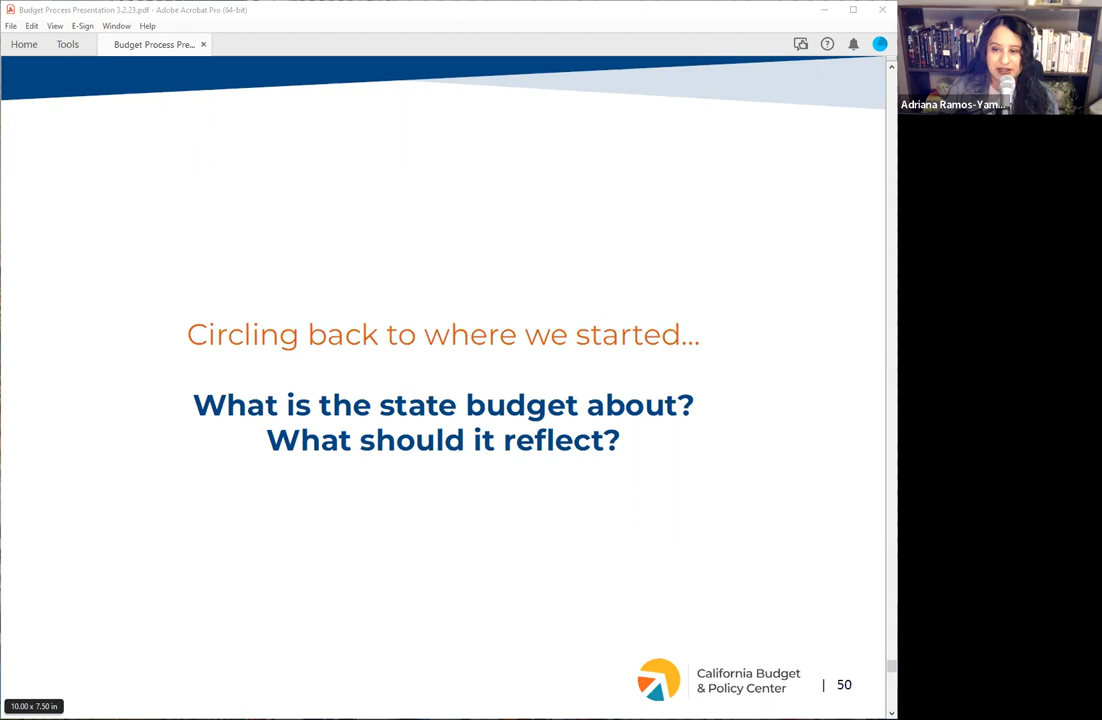 Budget Process Presentation 3.2.23.pdf - Adobe Acrobat Pro (64-bit)
File Edit View E-Sign Window Help
Home Tools Budget Process Pre... ×
Adriana Ramos-Yam...
Circling back to where we started...
What is the state budget about?
What should it reflect?
California Budget
& Policy Center | 50
10.00 x 7.50 in